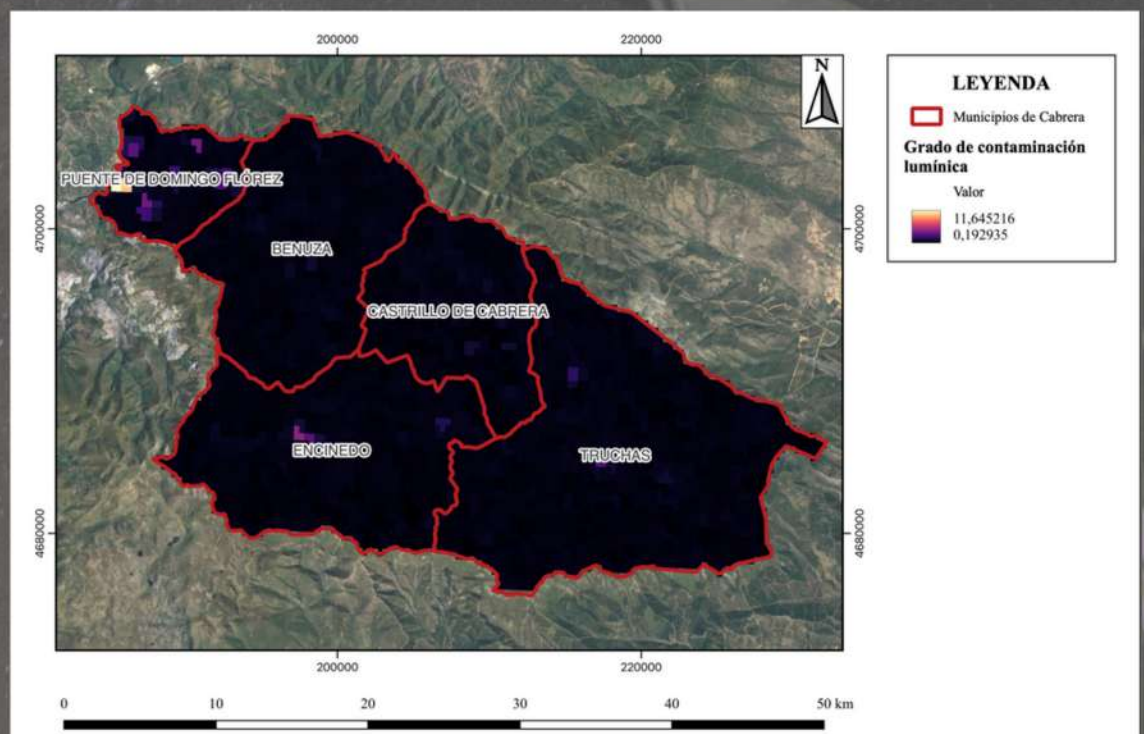 200000
220000
4700000
4680000
N
PUENTE DE DOMINGO FLÓREZ
BENUZA
CASTRILLO DE CABRERA
ENCINEDO
TRUCHAS
4700000
4680000
200000
220000
0
10
20
30
40
50 km
LEYENDA
Municipios de Cabrera
Grado de contaminación
lumínica
Valor
11,645216
0,192935